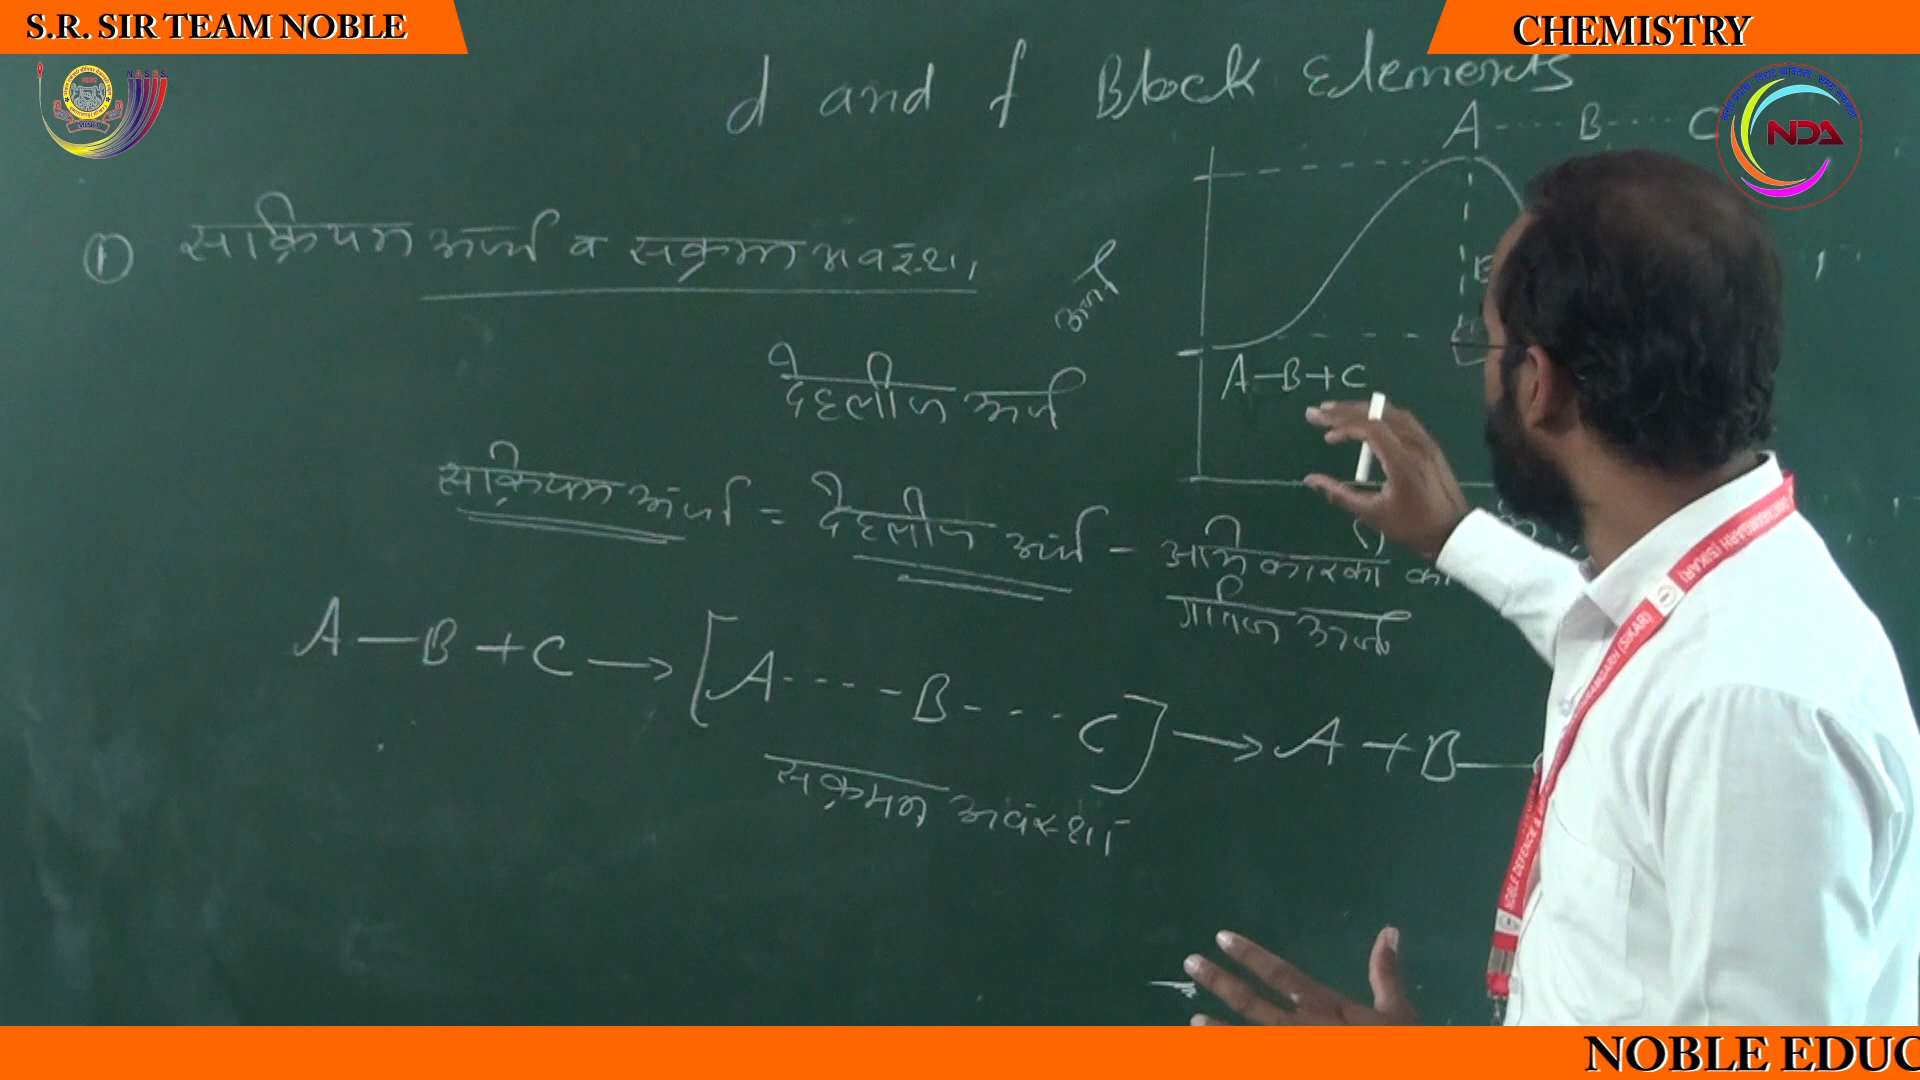 S.R. SIR TEAM NOBLE
CHEMISTRY
d and f Block Elements
A ---- B ---- C
NDA
① सक्रियण ऊर्जा व संक्रमण अवस्था
ऊर्जा
A-B+C
देहलीज ऊर्जा
सक्रियण ऊर्जा = देहलीज ऊर्जा - अभिकारको
गतिज ऊर्जा
A-B+C → [A----B----C] → A+B-
संक्रमण अवस्था
NOBLE EDUC